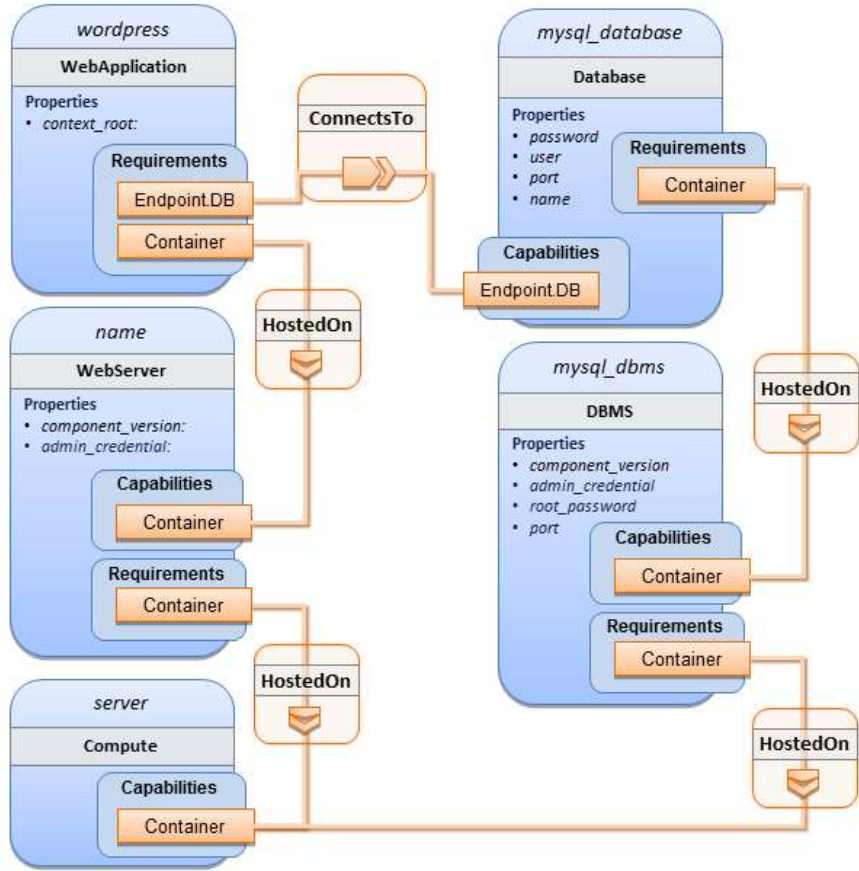 wordpress
WebApplication
Properties
• context_root:
Requirements
Endpoint.DB
Container
ConnectsTo
mysql_database
Database
Properties
• password
• user
• port
• name
Requirements
Container
Capabilities
Endpoint.DB
HostedOn
name
WebServer
Properties
• component_version:
• admin_credential:
Capabilities
Container
Requirements
Container
HostedOn
mysql_dbms
DBMS
Properties
• component_version
• admin_credential
• root_password
• port
Capabilities
Container
Requirements
Container
HostedOn
server
Compute
Capabilities
Container
HostedOn